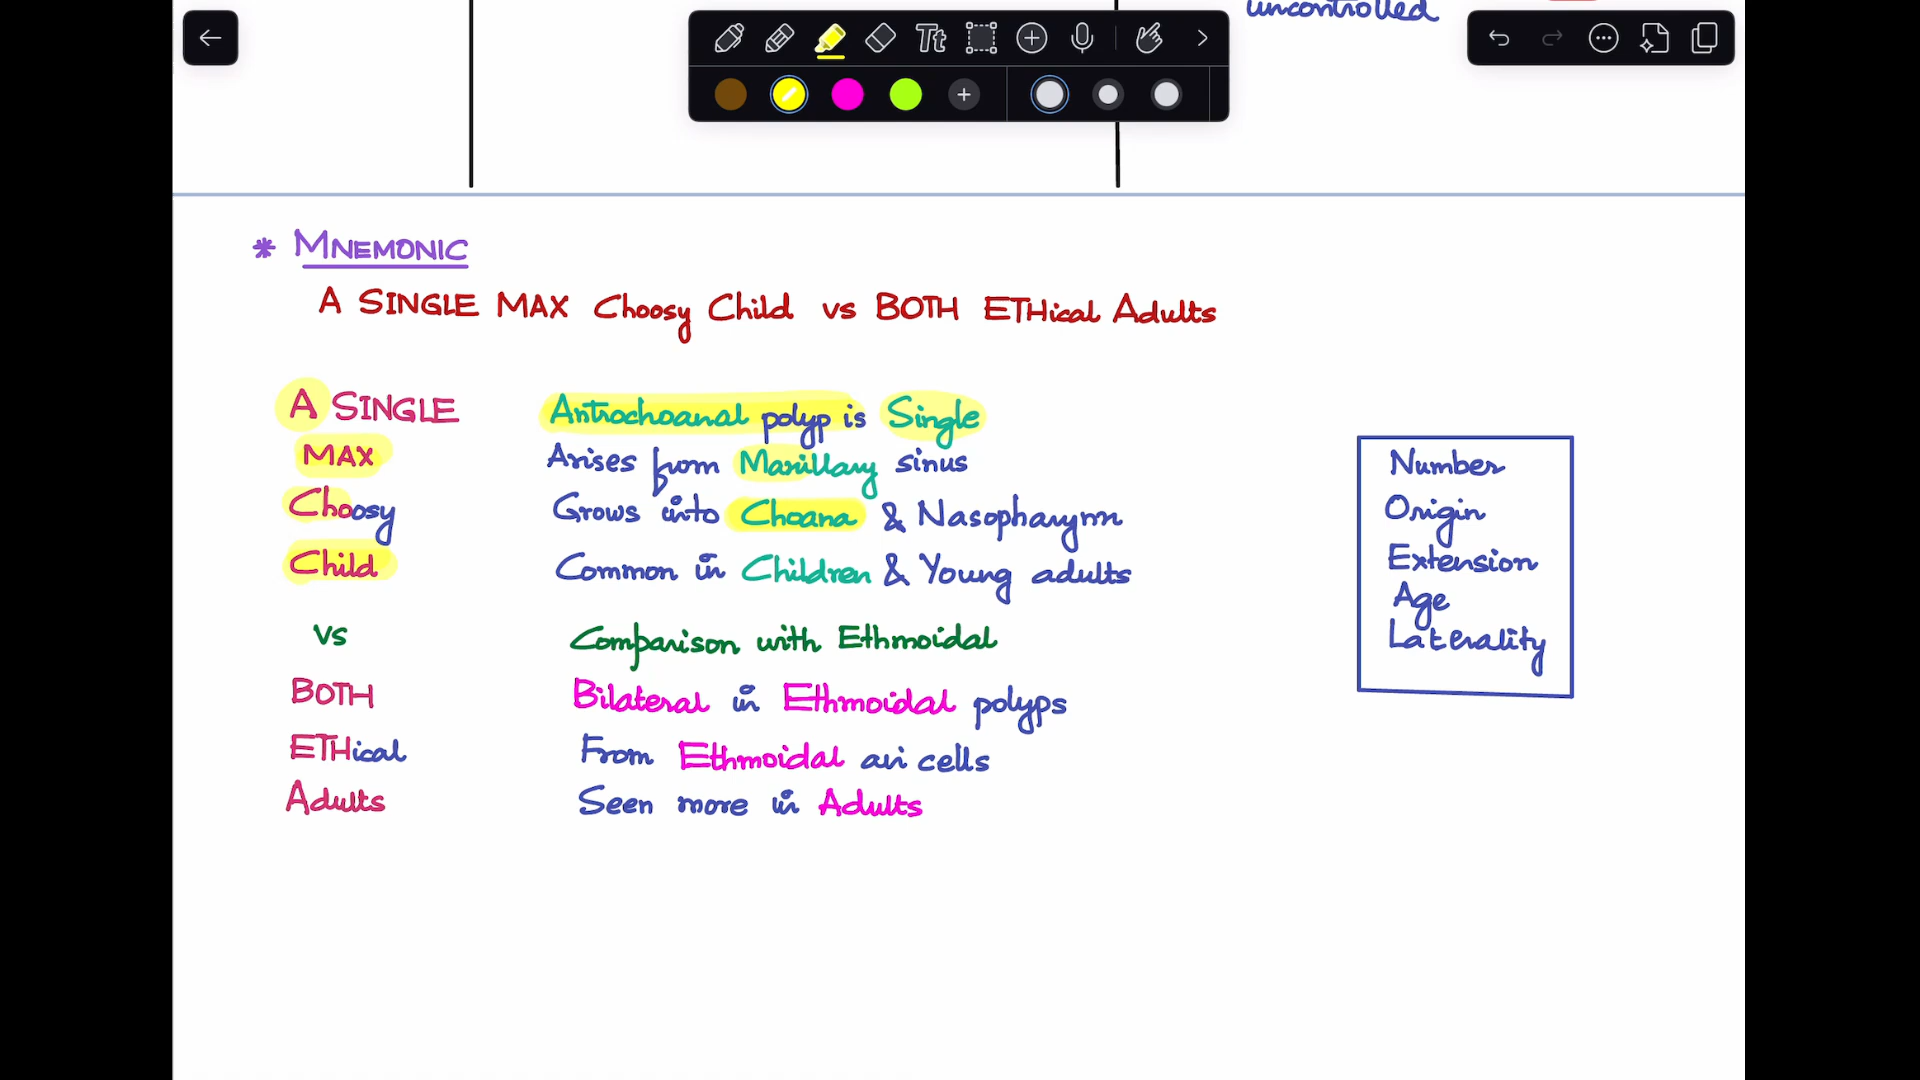 uncontrolled
Tt
* MNEMONIC
A SINGLE MAX Choosy Child vs BOTH ETHical Adults
A SINGLE Antrochoanal polyp is Single
MAX Arises from Maxillary sinus
Choosy Grows into Choana & Nasopharynx
Child Common in Children & Young adults
vs Comparison with Ethmoidal
BOTH Bilateral in Ethmoidal polyps
ETHical From Ethmoidal air cells
Adults Seen more in Adults
Number
Origin
Extension
Age
Laterality